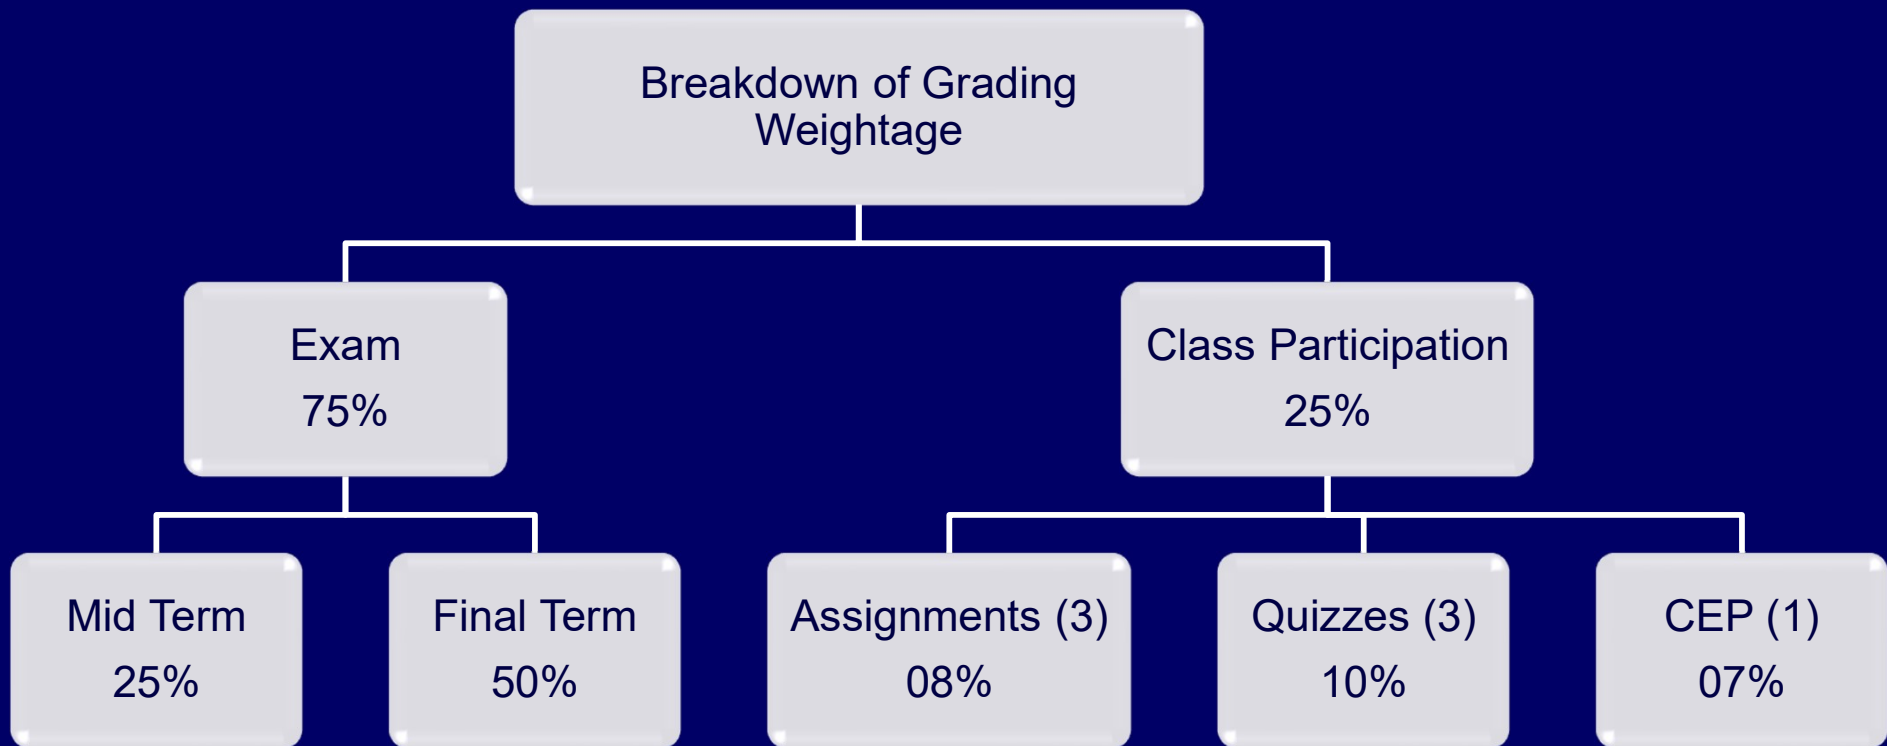 Breakdown of Grading
Weightage
Exam
75%
Class Participation
25%
Mid Term
25%
Final Term
50%
Assignments (3)
08%
Quizzes (3)
10%
CEP (1)
07%